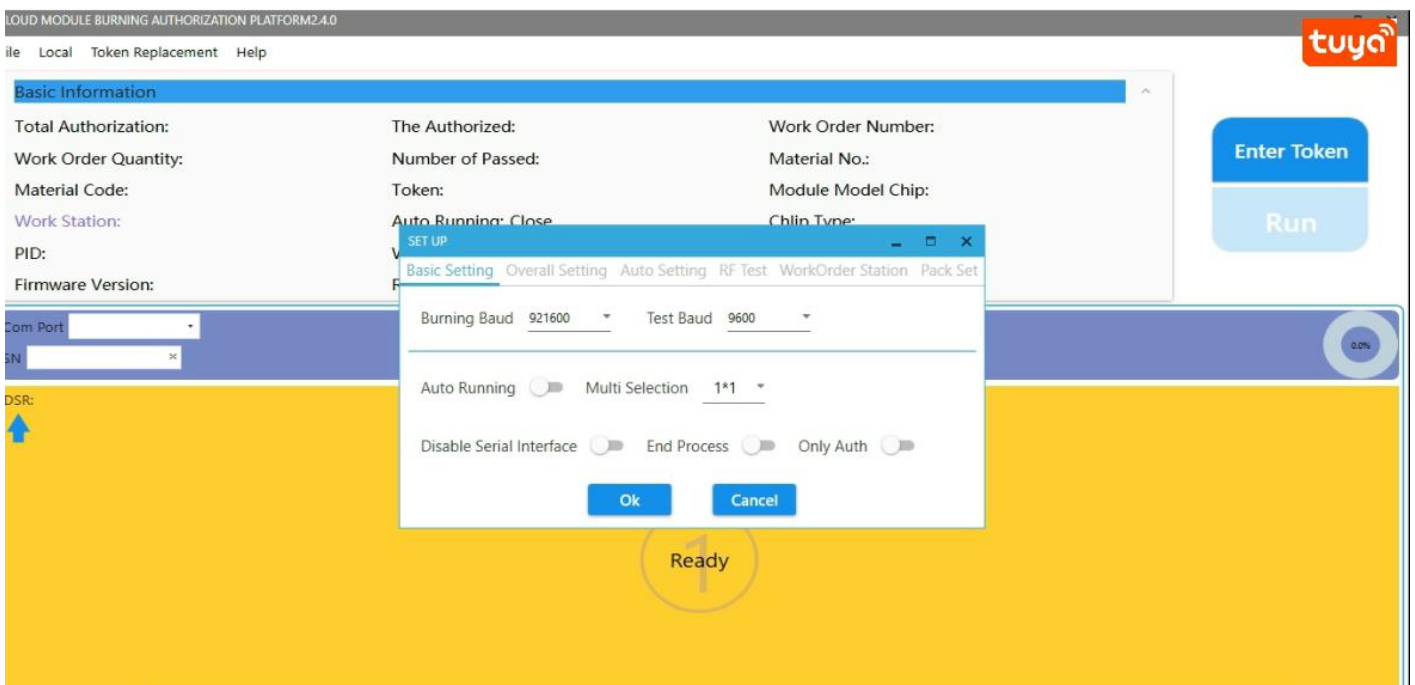 LOUD MODULE BURNING AUTHORIZATION PLATFORM2.4.0
tuya
ile Local Token Replacement Help
Basic Information
Total Authorization: The Authorized: Work Order Number:
Work Order Quantity: Number of Passed: Material No.:
Material Code: Token: Module Model Chip:
Work Station: Auto Running: Close Chlip Type:
PID:
Firmware Version:
Enter Token
Run
SET UP
Basic Setting Overall Setting Auto Setting RF Test WorkOrder Station Pack Set
Burning Baud 921600 Test Baud 9600
Auto Running Multi Selection 1*1
Disable Serial Interface End Process Only Auth
Ok Cancel
Com Port
SN
0.0%
DSR:
1
Ready